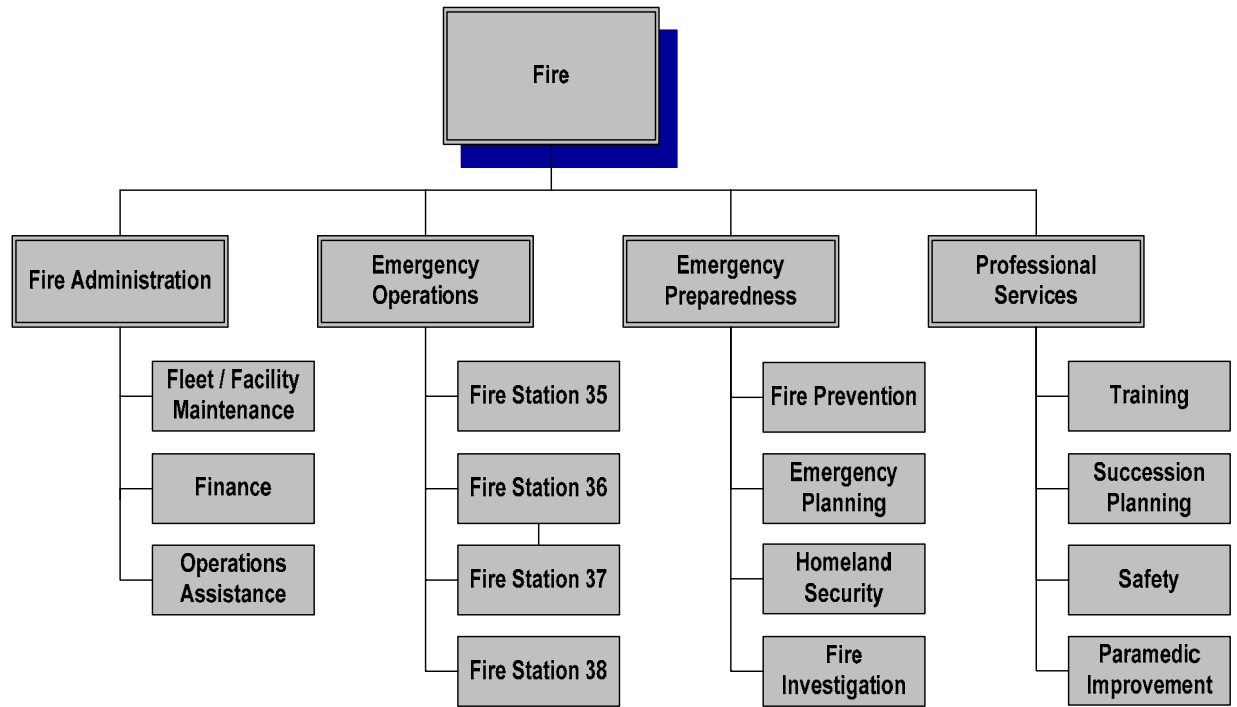 Fire
Fire Administration
Emergency
Operations
Emergency
Preparedness
Professional
Services
Fleet / Facility
Maintenance
Finance
Operations
Assistance
Fire Station 35
Fire Station 36
Fire Station 37
Fire Station 38
Fire Prevention
Emergency
Planning
Homeland
Security
Fire
Investigation
Training
Succession
Planning
Safety
Paramedic
Improvement